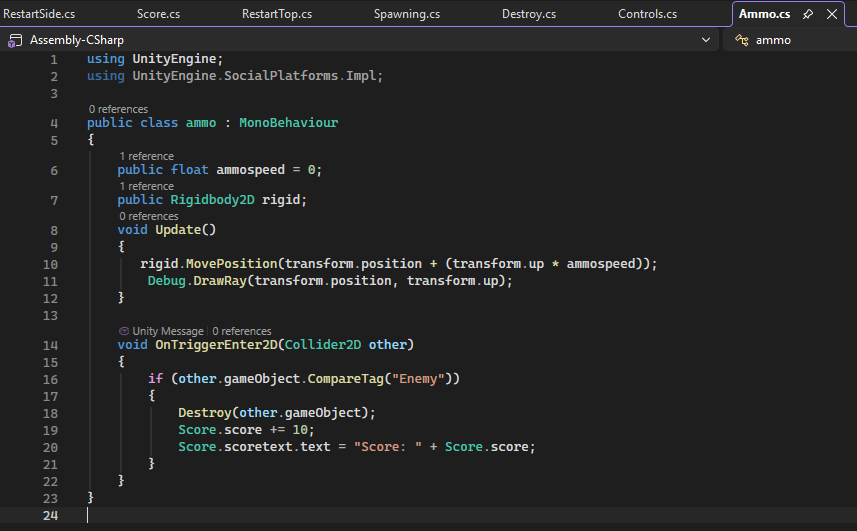 RestartSide.cs Score.cs RestartTop.cs Spawning.cs Destroy.cs Controls.cs Ammo.cs
Assembly-CSharp ammo
1 using UnityEngine;
2 using UnityEngine.SocialPlatforms.Impl;
3
0 references
4 public class ammo : MonoBehaviour
5 {
1 reference
6 public float ammospeed = 0;
1 reference
7 public Rigidbody2D rigid;
0 references
8 void Update()
9 {
10 rigid.MovePosition(transform.position + (transform.up * ammospeed));
11 Debug.DrawRay(transform.position, transform.up);
12 }
13
Unity Message | 0 references
14 void OnTriggerEnter2D(Collider2D other)
15 {
16 if (other.gameObject.CompareTag("Enemy"))
17 {
18 Destroy(other.gameObject);
19 Score.score += 10;
20 Score.scoretext.text = "Score: " + Score.score;
21 }
22 }
23 }
24